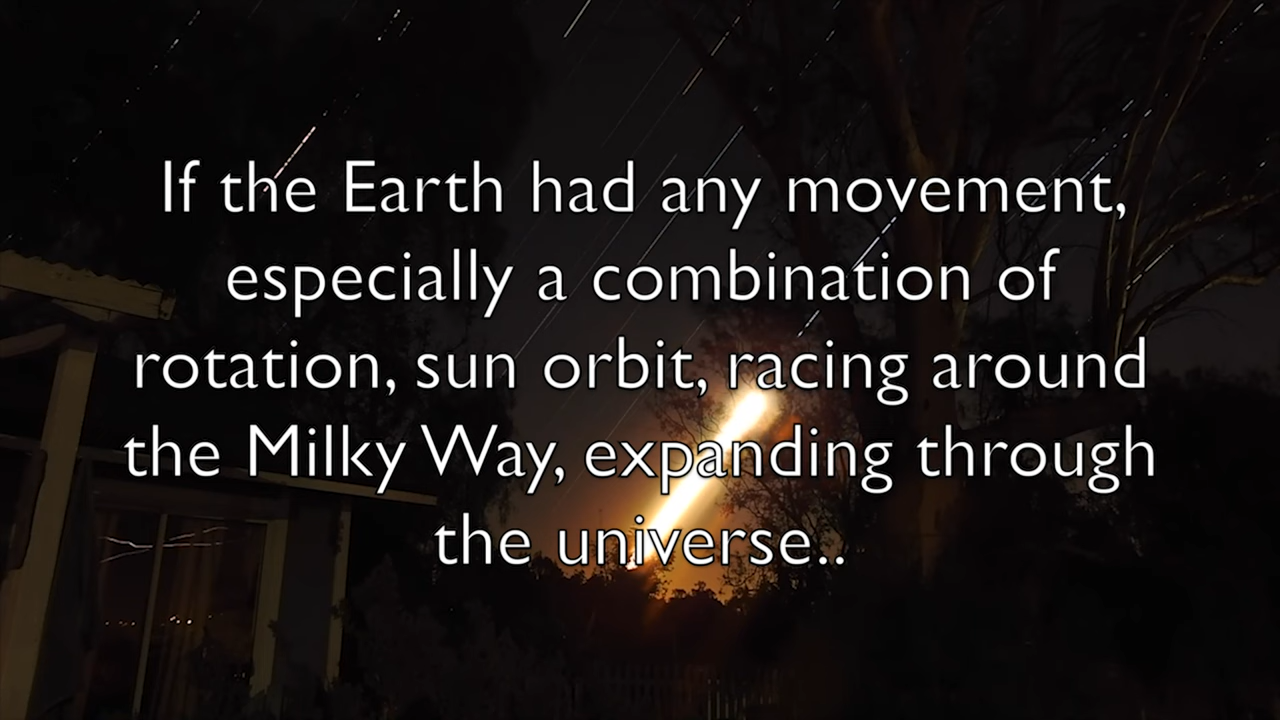 If the Earth had any movement,
especially a combination of
rotation, sun orbit, racing around
the Milky Way, expanding through
the universe..